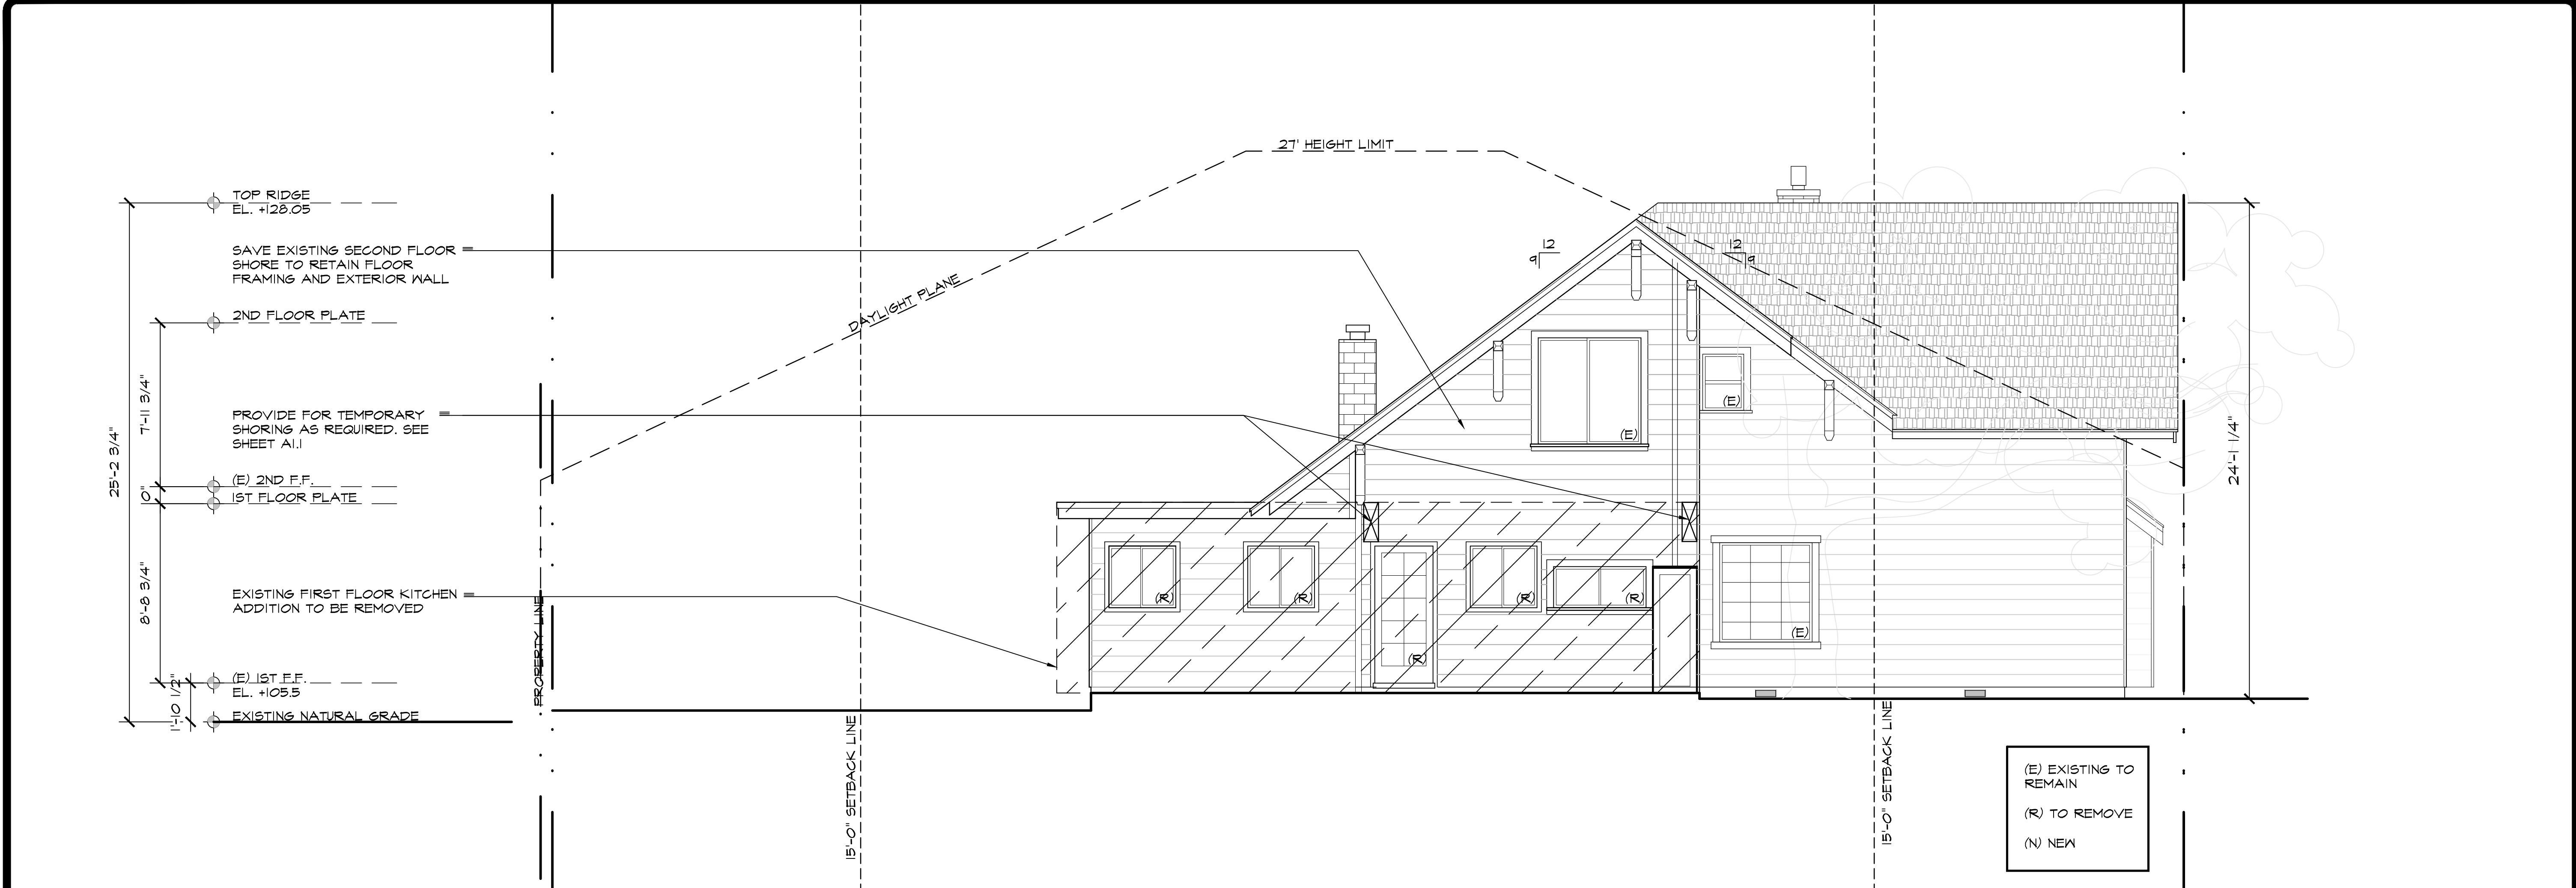 27' HEIGHT LIMIT
TOP RIDGE
EL. +128.05
SAVE EXISTING SECOND FLOOR
SHORE TO RETAIN FLOOR
FRAMING AND EXTERIOR WALL
2ND FLOOR PLATE
DAYLIGHT PLANE
12
9
12
9
7'-11 3/4"
25'-2 3/4"
24'-1 1/4"
PROVIDE FOR TEMPORARY
SHORING AS REQUIRED. SEE
SHEET A1.1
(E)
(E)
(E) 2ND F.F.
0"
1ST FLOOR PLATE
8'-8 3/4"
EXISTING FIRST FLOOR KITCHEN
ADDITION TO BE REMOVED
(R)
(R)
(R)
(R)
(R)
(E)
PROPERTY LINE
(E) 1ST F.F.
EL. +105.5
1'-10 1/2"
EXISTING NATURAL GRADE
15'-0" SETBACK LINE
15'-0" SETBACK LINE
(E) EXISTING TO
REMAIN
(R) TO REMOVE
(N) NEW